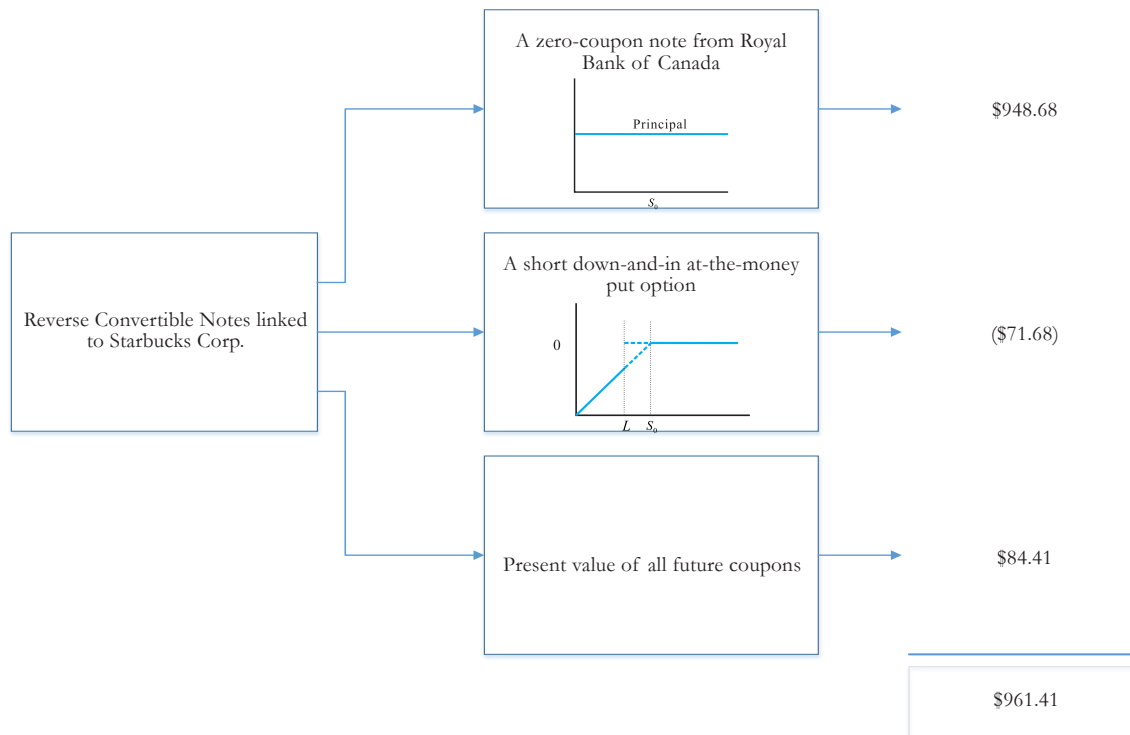 A zero-coupon note from Royal
Bank of Canada
Principal
S₀
$948.68
Reverse Convertible Notes linked
to Starbucks Corp.
A short down-and-in at-the-money
put option
0
L S₀
($71.68)
Present value of all future coupons
$84.41
$961.41